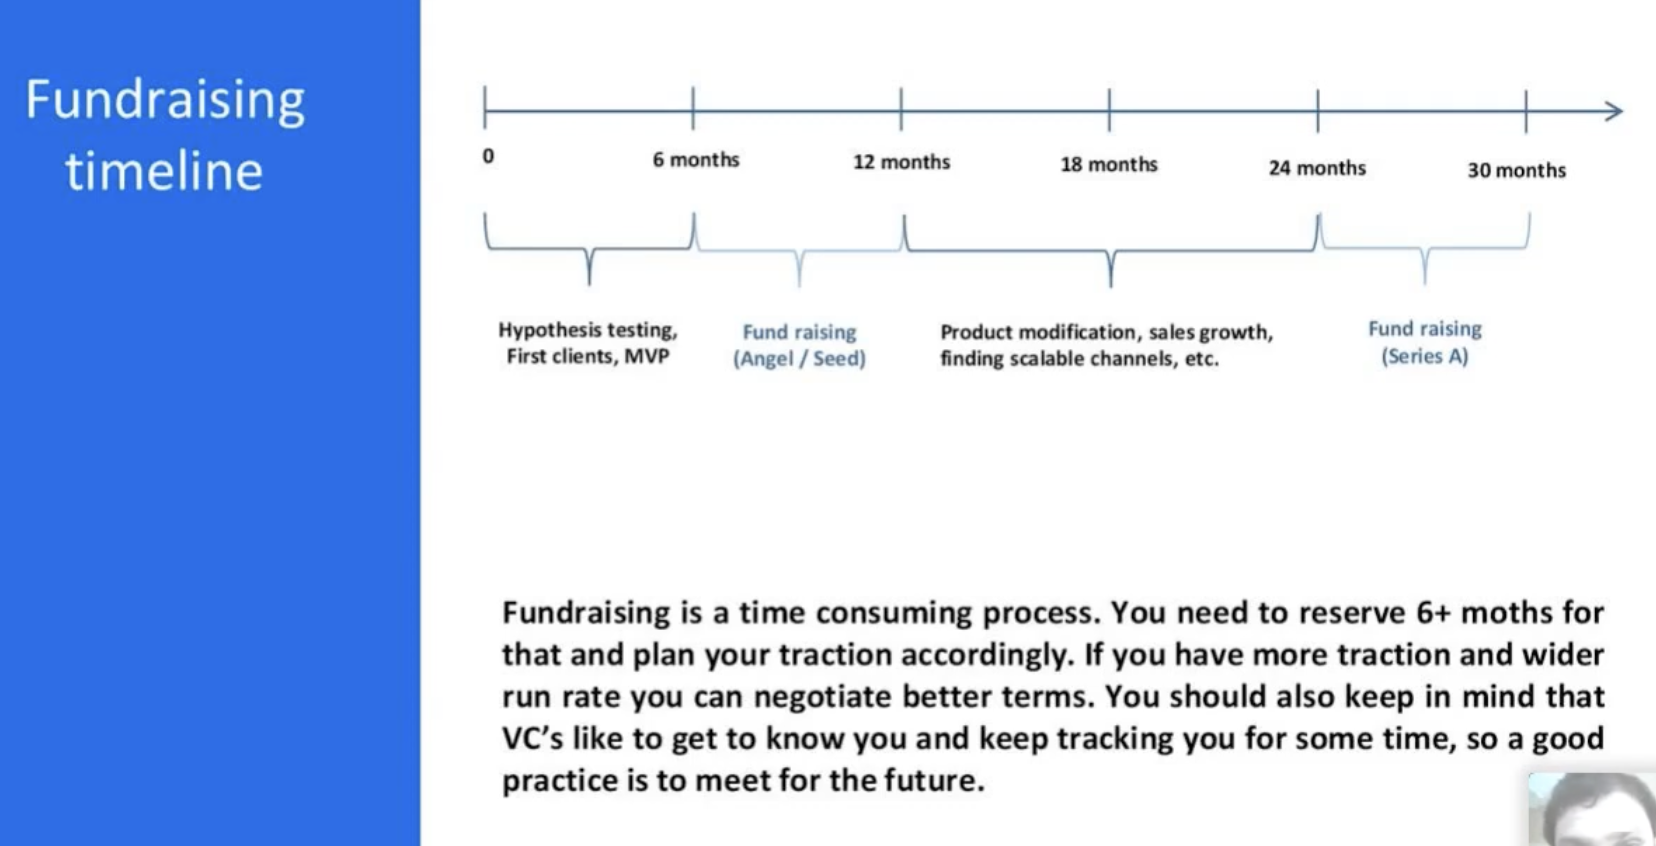 Fundraising
timeline
0
6 months
12 months
18 months
24 months
30 months
Hypothesis testing,
First clients, MVP
Fund raising
(Angel / Seed)
Product modification, sales growth,
finding scalable channels, etc.
Fund raising
(Series A)
Fundraising is a time consuming process. You need to reserve 6+ moths for
that and plan your traction accordingly. If you have more traction and wider
run rate you can negotiate better terms. You should also keep in mind that
VC’s like to get to know you and keep tracking you for some time, so a good
practice is to meet for the future.